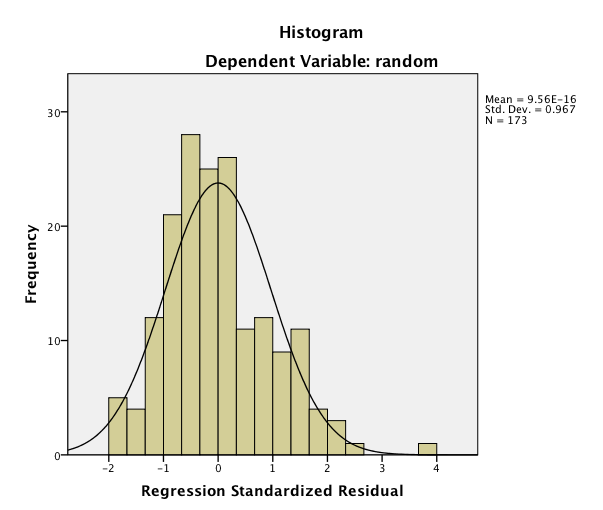 Histogram
Dependent Variable: random
Mean = 9.56E-16
Std. Dev. = 0.967
N = 173
Frequency
30
20
10
0
-2 -1 0 1 2 3 4
Regression Standardized Residual